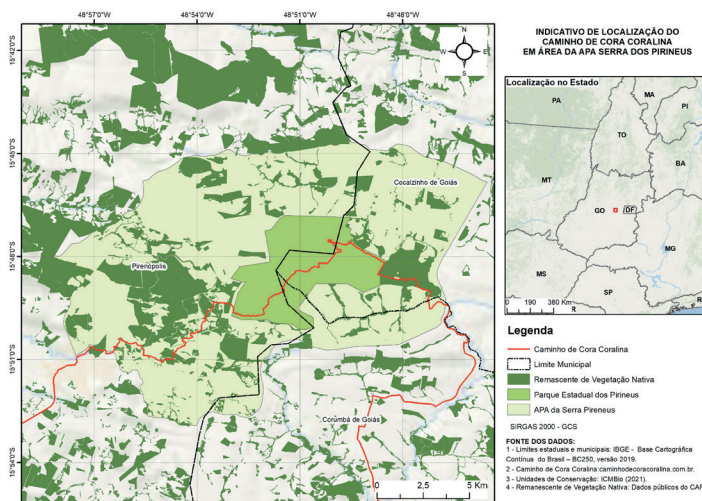 48°57'0"W
48°54'0"W
48°51'0"W
48°48'0"W
15°42'0"S
15°45'0"S
15°48'0"S
15°51'0"S
15°54'0"S
N
W
E
S
Cocalzinho de Goiás
Pirenópolis
Corumbá de Goiás
0
2,5
5 Km
INDICATIVO DE LOCALIZAÇÃO DO
CAMINHO DE CORA CORALINA
EM ÁREA DA APA SERRA DOS PIRINEUS
Localização no Estado
PA
MA
PI
TO
BA
MT
GO
DF
MG
MS
SP
R
R
0 190 380 Km
Legenda
Caminho de Cora Coralina
Limite Municipal
Remascente de Vegetação Nativa
Parque Estadual dos Pirineus
APA da Serra Pireneus
SIRGAS 2000 - GCS
FONTE DOS DADOS:
1 - Limites estaduais e municipais: IBGE - Base Cartográfica
Contínua do Brasil – BC250, versão 2019.
2 - Caminho de Cora Coralina:caminhodecoracoralina.com.br.
3 - Unidades de Conservação: ICMBio (2021).
4 - Remanescente de Vegetação Nativa: Dados públicos do CAR